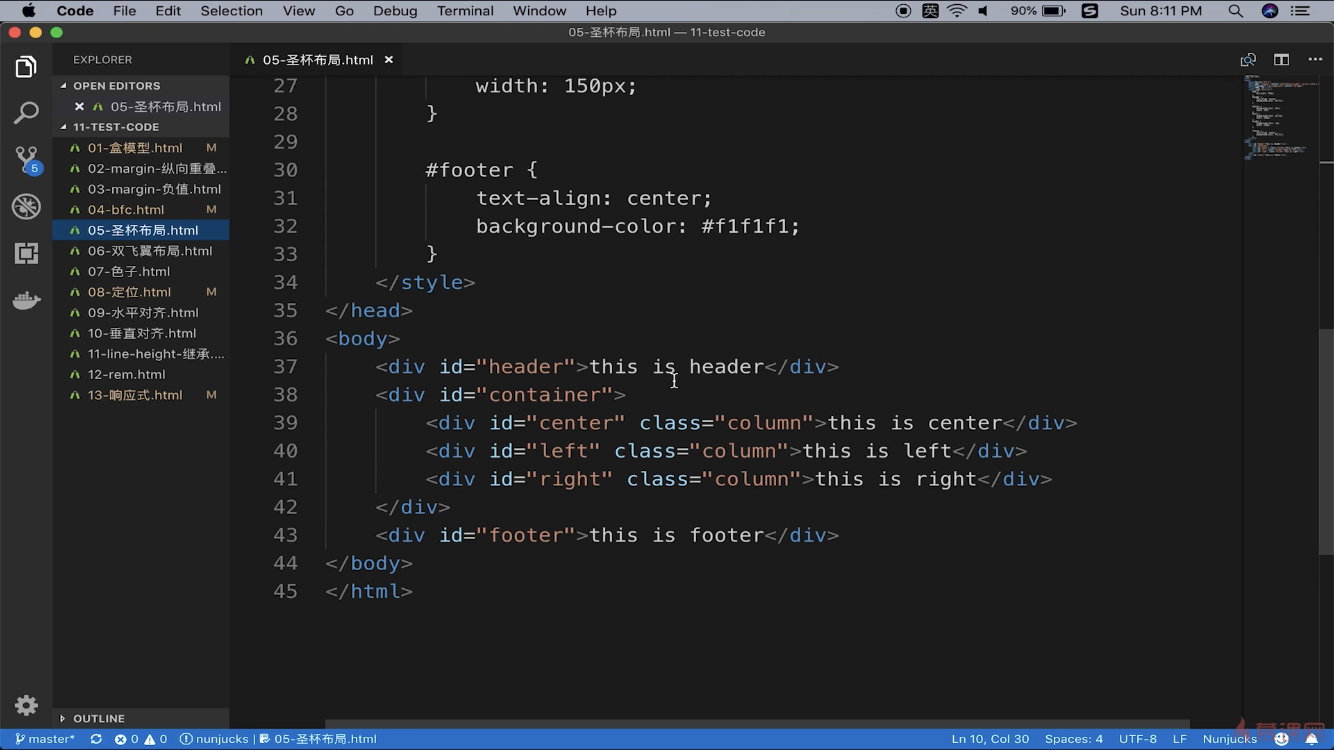 Code File Edit Selection View Go Debug Terminal Window Help 英 90% S Sun 8:11 PM
05-圣杯布局.html — 11-test-code
EXPLORER
05-圣杯布局.html ×
OPEN EDITORS
× 05-圣杯布局.html
11-TEST-CODE
01-盒模型.html M
02-margin-纵向重叠...
03-margin-负值.html
04-bfc.html M
05-圣杯布局.html
06-双飞翼布局.html
07-色子.html
08-定位.html M
09-水平对齐.html
10-垂直对齐.html
11-line-height-继承....
12-rem.html
13-响应式.html M
5
OUTLINE
27 width: 150px;
28 }
29
30 #footer {
31 text-align: center;
32 background-color: #f1f1f1;
33 }
34 </style>
35 </head>
36 <body>
37 <div id="header">this is header</div>
38 <div id="container">
39 <div id="center" class="column">this is center</div>
40 <div id="left" class="column">this is left</div>
41 <div id="right" class="column">this is right</div>
42 </div>
43 <div id="footer">this is footer</div>
44 </body>
45 </html>
慕课网
master* 0 0 nunjucks | 05-圣杯布局.html Ln 10, Col 30 Spaces: 4 UTF-8 LF Nunjucks